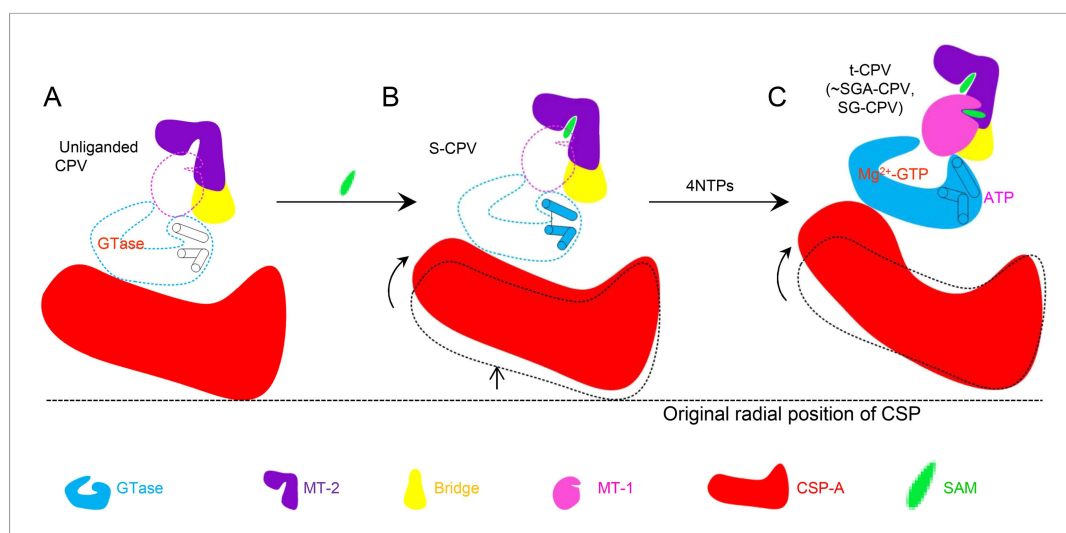 A
Unliganded
CPV
GTase
B
S-CPV
4NTPs
C
t-CPV
(~SGA-CPV,
SG-CPV)
Mg²⁺-GTP
ATP
Original radial position of CSP
GTase
MT-2
Bridge
MT-1
CSP-A
SAM